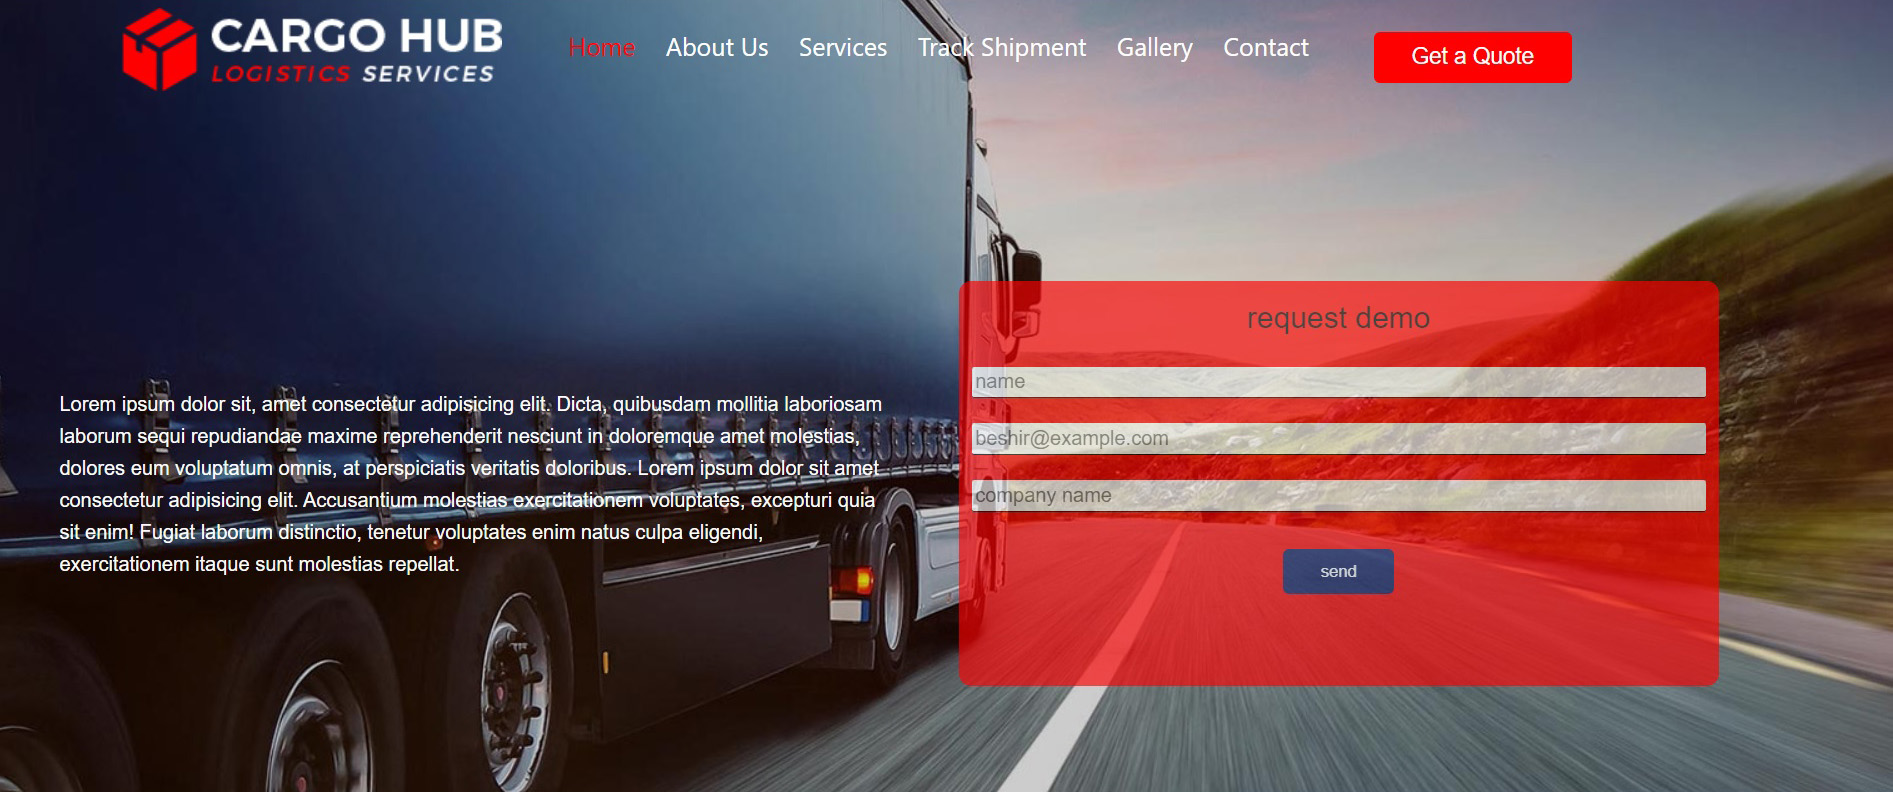 CARGO HUB
LOGISTICS SERVICES
Home About Us Services Track Shipment Gallery Contact
Get a Quote
Lorem ipsum dolor sit, amet consectetur adipisicing elit. Dicta, quibusdam mollitia laboriosam
laborum sequi repudiandae maxime reprehenderit nesciunt in doloremque amet molestias,
dolores eum voluptatum omnis, at perspiciatis veritatis doloribus. Lorem ipsum dolor sit amet
consectetur adipisicing elit. Accusantium molestias exercitationem voluptates, excepturi quia
sit enim! Fugiat laborum distinctio, tenetur voluptates enim natus culpa eligendi,
exercitationem itaque sunt molestias repellat.
request demo
name
beshir@example.com
company name
send